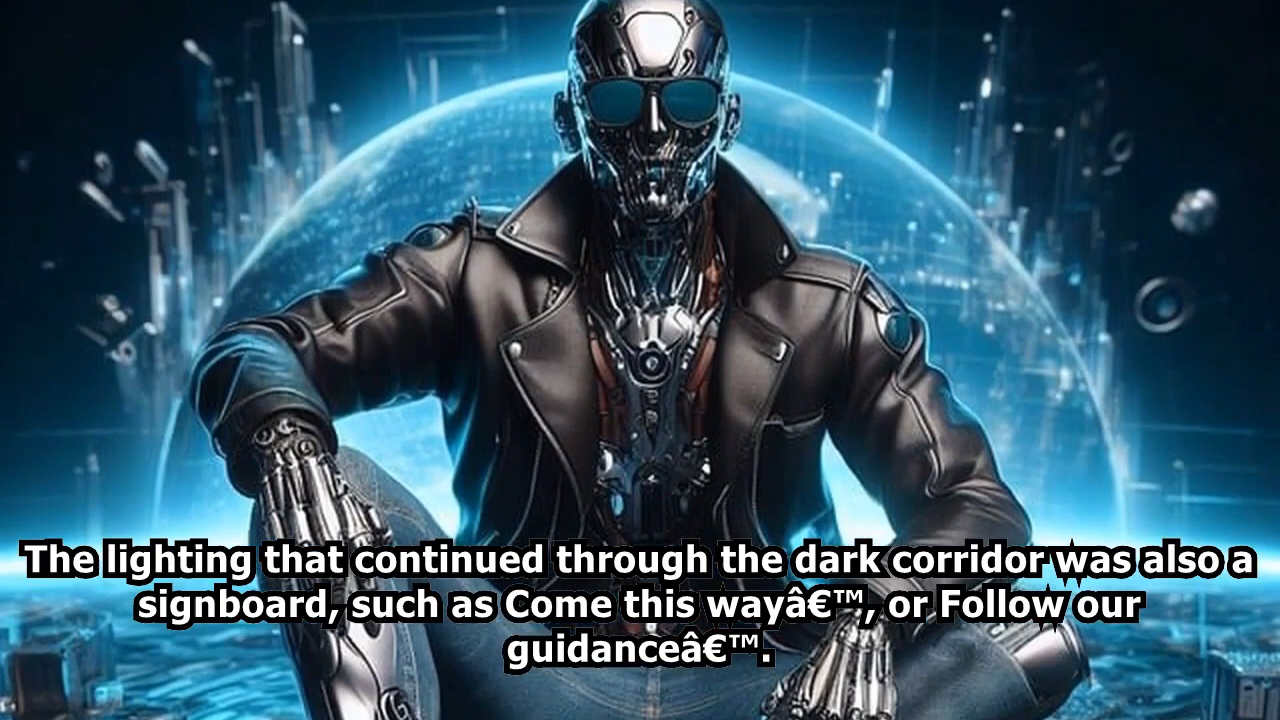 The lighting that continued through the dark corridor was also a
signboard, such as Come this wayâ€™, or Follow our
guidanceâ€™.